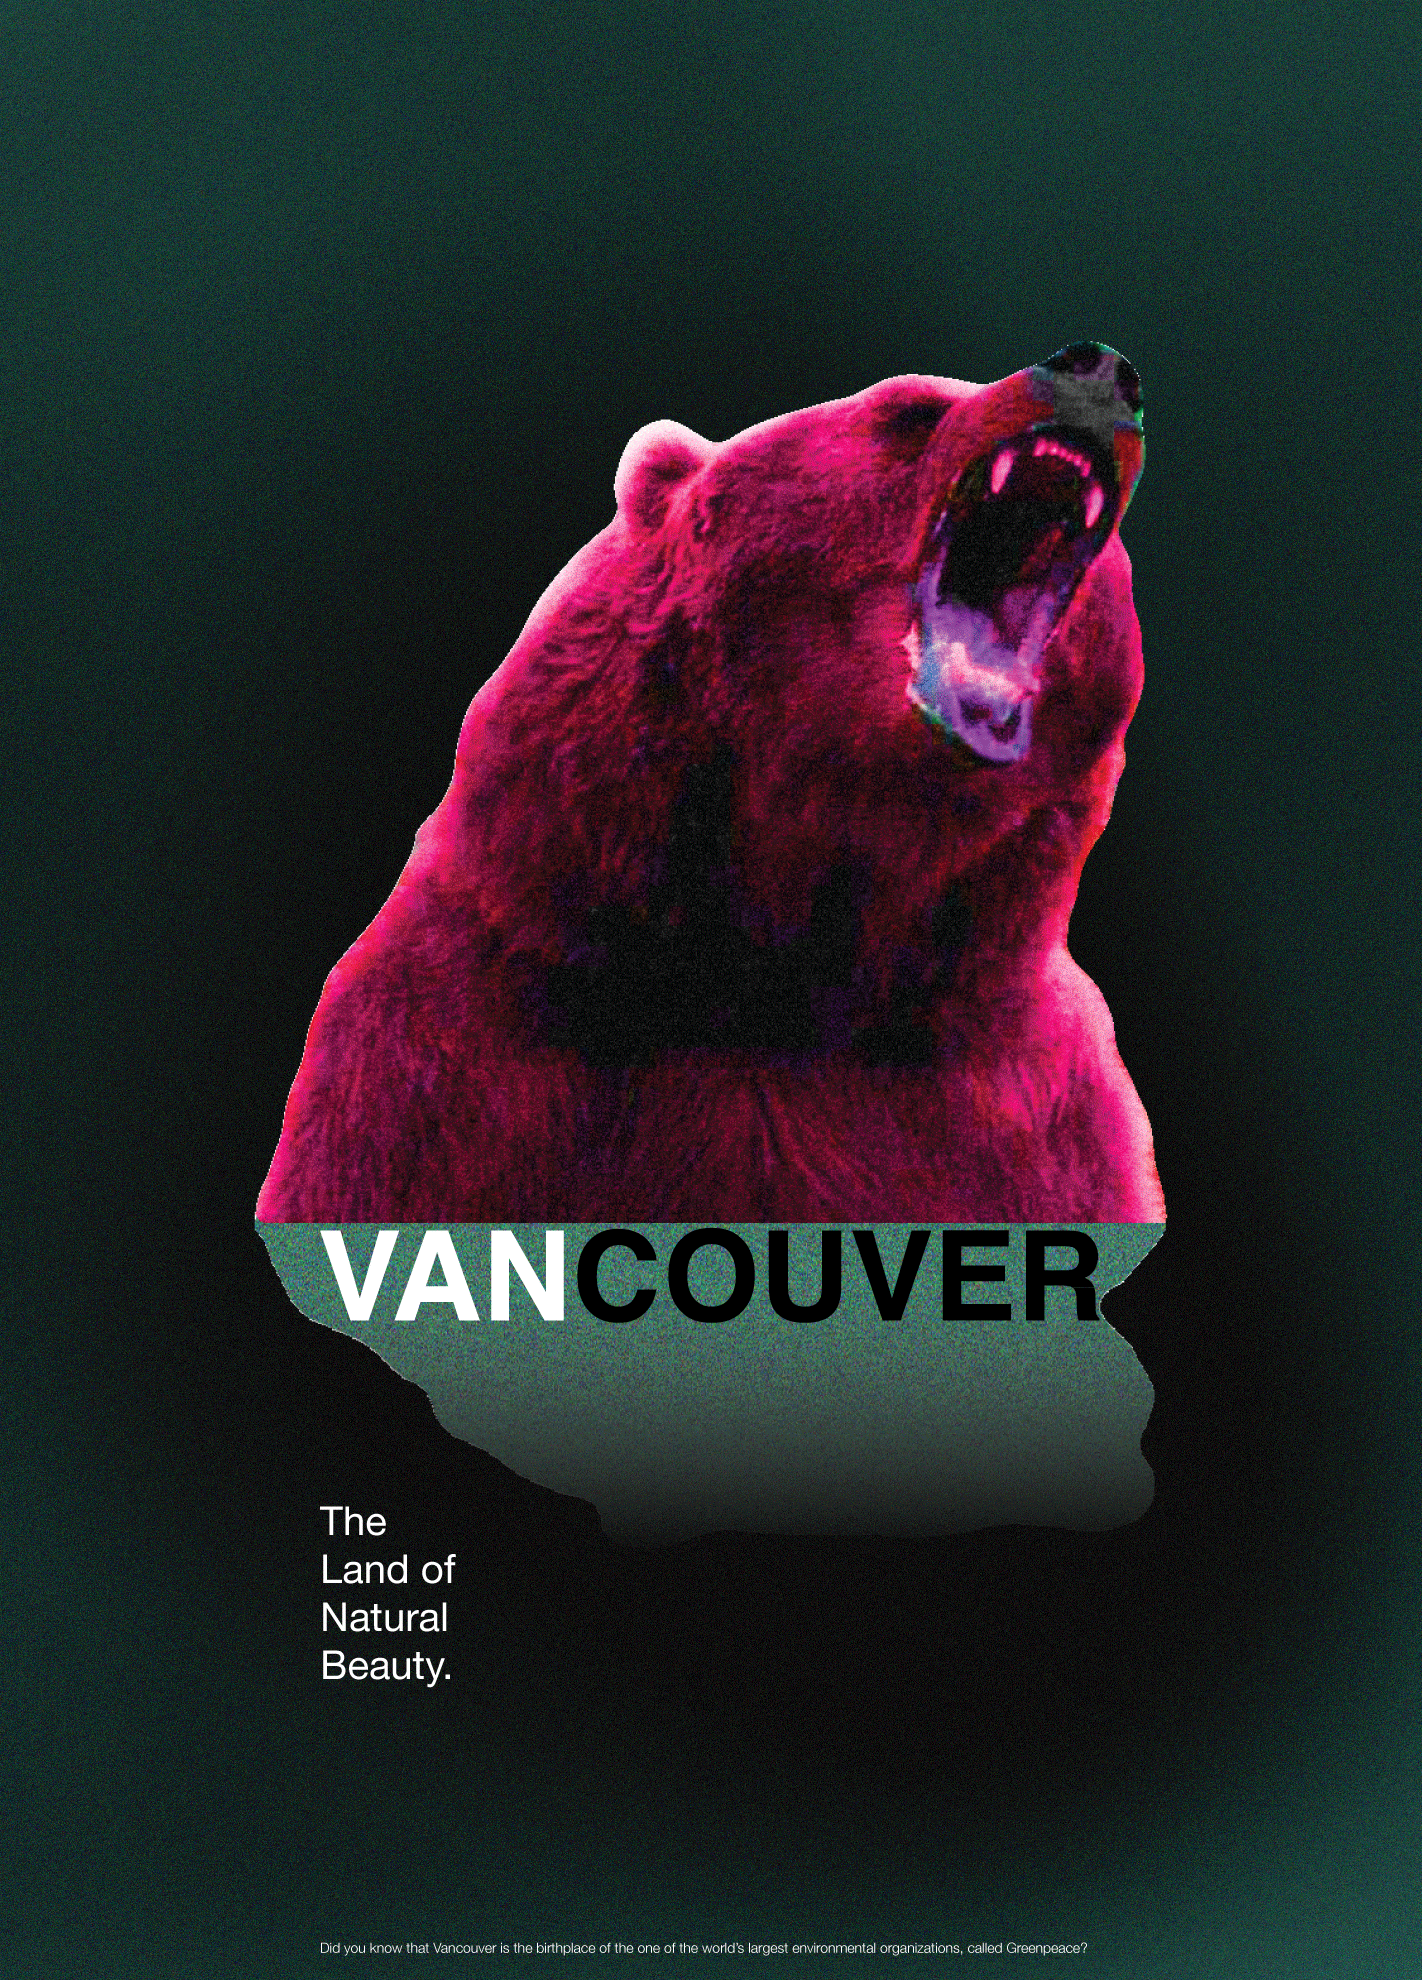 VANCOUVER
The
Land of
Natural
Beauty.
Did you know that Vancouver is the birthplace of the one of the world's largest environmental organizations, called Greenpeace?